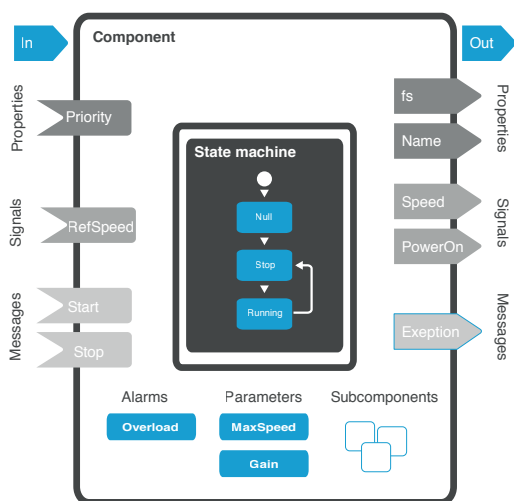 In
Component
Out
Properties
Priority
fs
Name
Properties
State machine
Null
Stop
Running
Signals
RefSpeed
Speed
PowerOn
Signals
Messages
Start
Stop
Exeption
Messages
Alarms
Parameters
Subcomponents
Overload
MaxSpeed
Gain